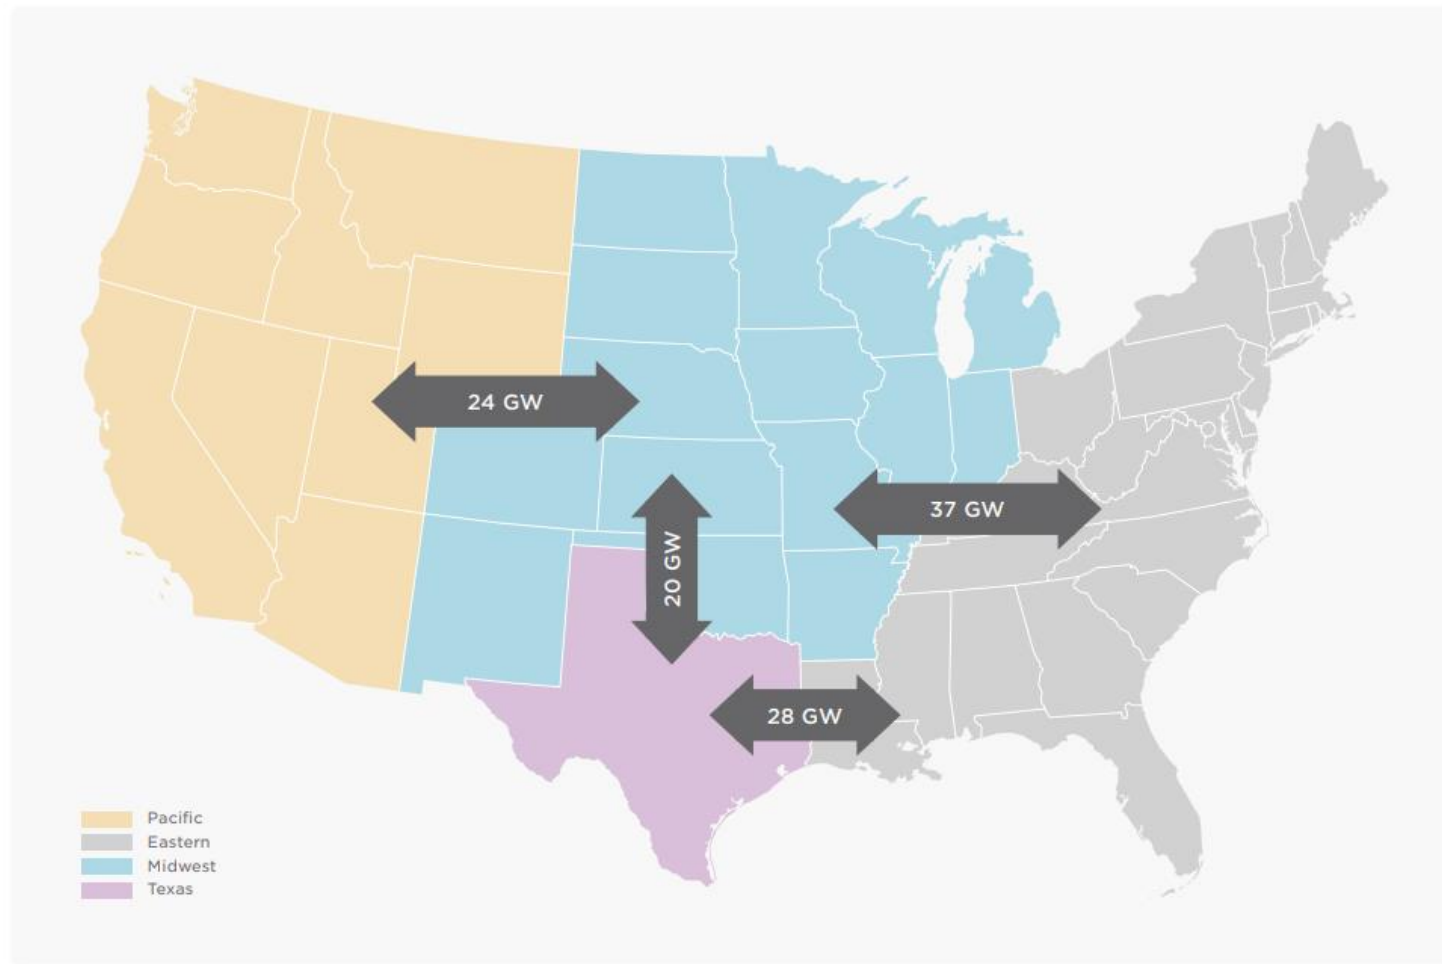 24 GW
37 GW
20 GW
28 GW
Pacific
Eastern
Midwest
Texas